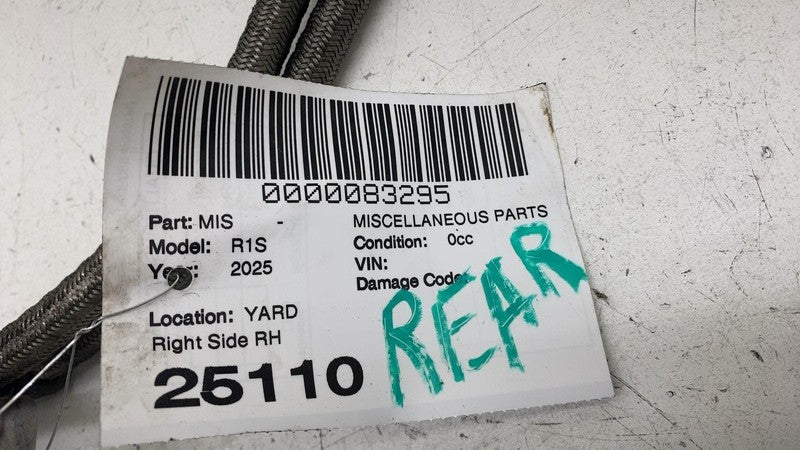 0000083295
Part: MIS - MISCELLANEOUS PARTS
Model: R1S Condition: 0cc
Year: 2025 VIN:
Damage Code:
Location: YARD
Right Side RH
25110
REAR